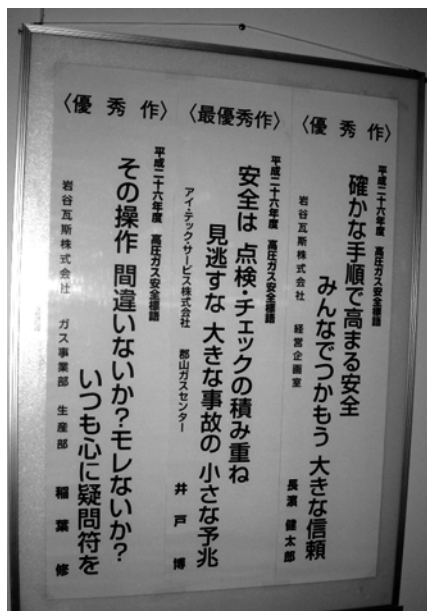 〈優秀作〉
平成二十六年度 高圧ガス安全標語
確かな手順で高まる安全
みんなでつかもう 大きな信頼
岩谷瓦斯株式会社 経営企画室
長濱健太郎
〈最優秀作〉
平成二十六年度 高圧ガス安全標語
安全は 点検・チェックの積み重ね
見逃すな 大きな事故の 小さな予兆
アイ・テック・サービス株式会社 郡山ガスセンター
井戸博
〈優秀作〉
平成二十六年度 高圧ガス安全標語
その操作 間違いないか?モレないか?
いつも心に疑問符を
岩谷瓦斯株式会社 ガス事業部 生産部
稲葉修